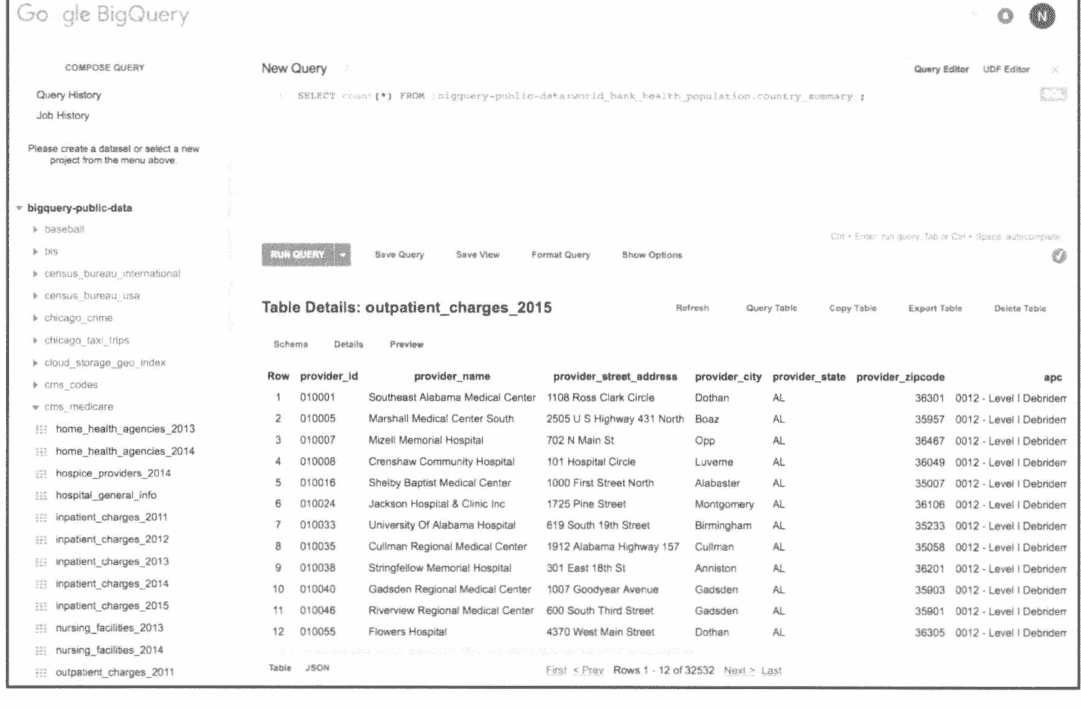 Go gle BigQuery
N
COMPOSE QUERY
Query History
Job History
Please create a dataset or select a new
project from the menu above.
bigquery-public-data
baseball
bis
census_bureau_international
census_bureau_usa
chicago_crime
chicago_taxi_trips
cloud_storage_geo_index
cms_codes
cms_medicare
home_health_agencies_2013
home_health_agencies_2014
hospice_providers_2014
hospital_general_info
inpatient_charges_2011
inpatient_charges_2012
inpatient_charges_2013
inpatient_charges_2014
inpatient_charges_2015
nursing_facilities_2013
nursing_facilities_2014
outpatient_charges_2011
New Query ?
Query Editor UDF Editor ×
1 SELECT count(*) FROM [bigquery-public-data:world_bank_health_population.country_summary];
Ctrl + Enter: run query, Tab or Ctrl + Space: autocomplete.
RUN QUERY Save Query Save View Format Query Show Options
Table Details: outpatient_charges_2015
Refresh Query Table Copy Table Export Table Delete Table
Schema Details Preview
Row provider_id provider_name provider_street_address provider_city provider_state provider_zipcode apc
1 010001 Southeast Alabama Medical Center 1108 Ross Clark Circle Dothan AL 36301 0012 - Level I Debridem
2 010005 Marshall Medical Center South 2505 U S Highway 431 North Boaz AL 35957 0012 - Level I Debridem
3 010007 Mizell Memorial Hospital 702 N Main St Opp AL 36467 0012 - Level I Debridem
4 010008 Crenshaw Community Hospital 101 Hospital Circle Luverne AL 36049 0012 - Level I Debridem
5 010016 Shelby Baptist Medical Center 1000 First Street North Alabaster AL 35007 0012 - Level I Debridem
6 010024 Jackson Hospital & Clinic Inc 1725 Pine Street Montgomery AL 36106 0012 - Level I Debridem
7 010033 University Of Alabama Hospital 619 South 19th Street Birmingham AL 35233 0012 - Level I Debridem
8 010035 Cullman Regional Medical Center 1912 Alabama Highway 157 Cullman AL 35058 0012 - Level I Debridem
9 010038 Stringfellow Memorial Hospital 301 East 18th St Anniston AL 36201 0012 - Level I Debridem
10 010040 Gadsden Regional Medical Center 1007 Goodyear Avenue Gadsden AL 35903 0012 - Level I Debridem
11 010046 Riverview Regional Medical Center 600 South Third Street Gadsden AL 35901 0012 - Level I Debridem
12 010055 Flowers Hospital 4370 West Main Street Dothan AL 36305 0012 - Level I Debridem
Table JSON
First < Prev Rows 1 - 12 of 32532 Next > Last